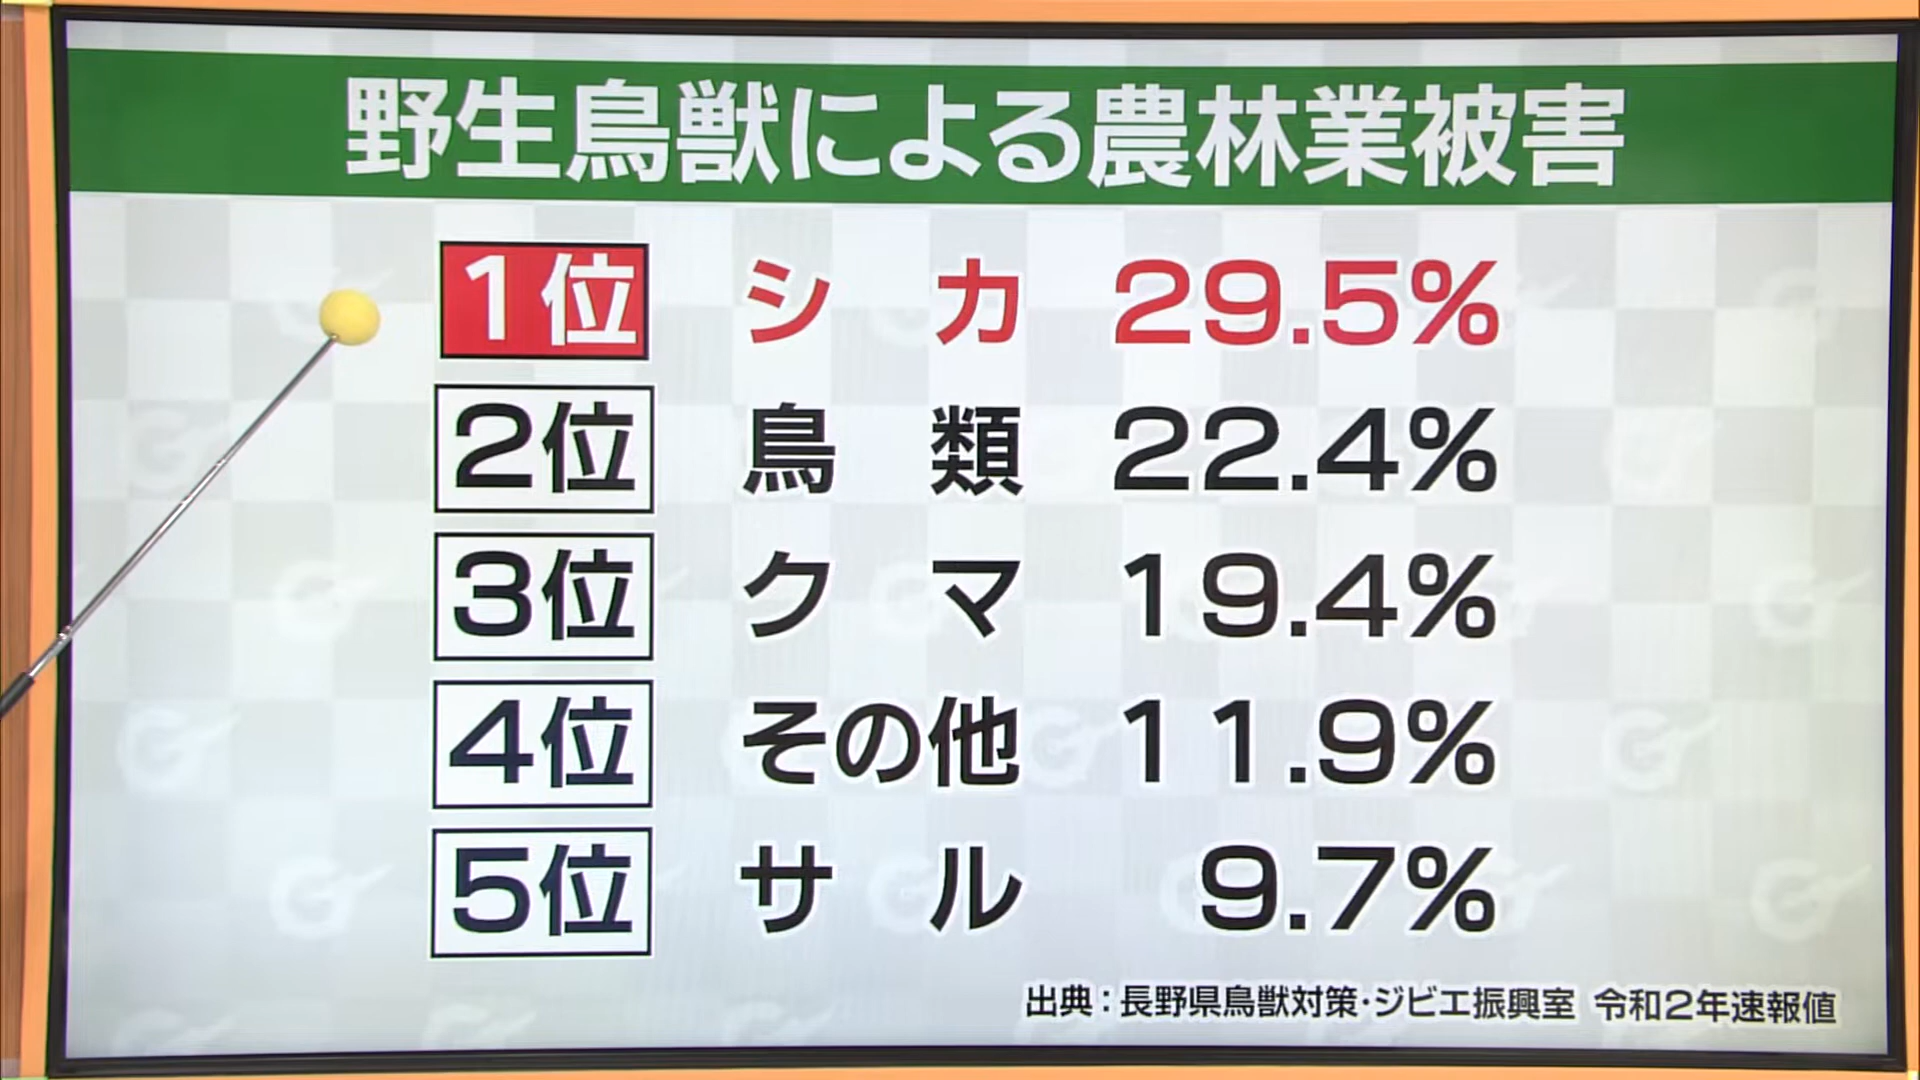 野生鳥獣による農林業被害
1位 シカ 29.5%
2位 鳥類 22.4%
3位 クマ 19.4%
4位 その他 11.9%
5位 サル 9.7%
出典：長野県鳥獣対策・ジビエ振興室 令和2年速報値